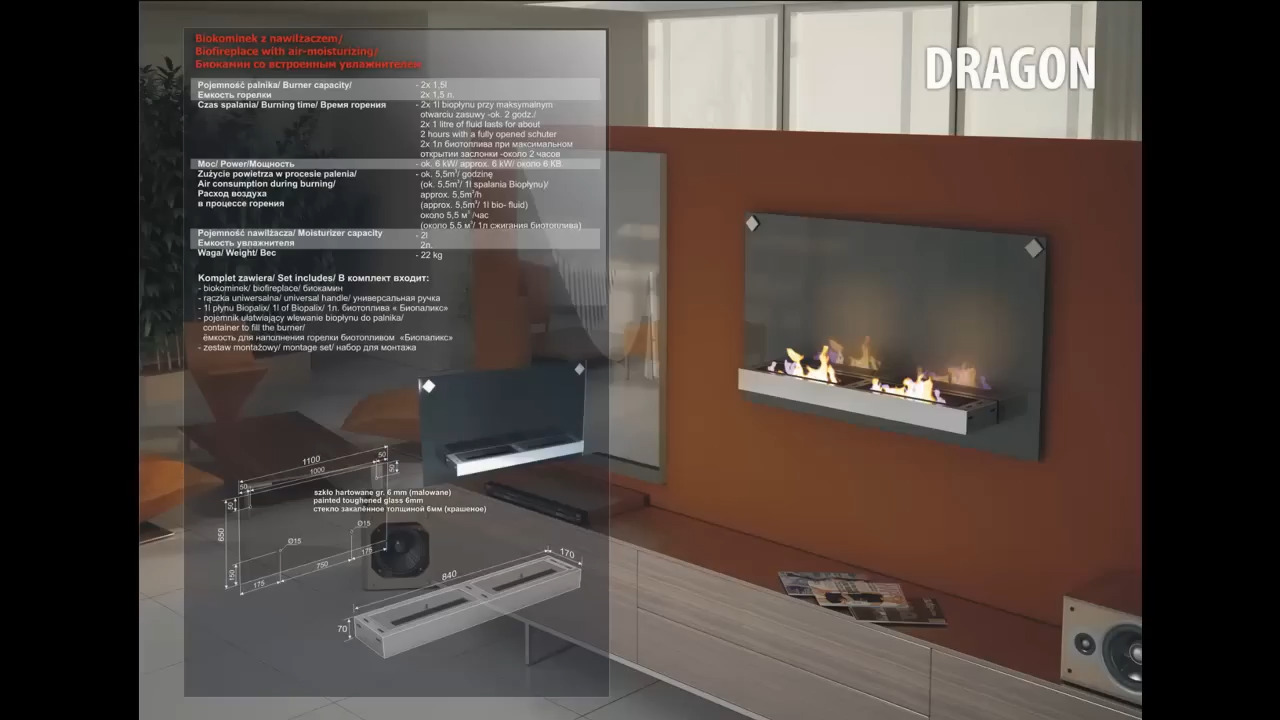 Biokominek z nawilżaczem/
Biofireplace with air-moisturizing/
Биокамин со встроенным увлажнителем
DRAGON
Pojemność palnika/ Burner capacity/ - 2x 1,5l
Емкость горелки 2x 1,5 л.
Czas spalania/ Burning time/ Время горения - 2x 1l biopłynu przy maksymalnym
otwarciu zasuwy -ok. 2 godz./
2x 1 litre of fluid lasts for about
2 hours with a fully opened schuter
2x 1л биотоплива при максимальном
открытии заслонки -около 2 часов
Moc/ Power/Мощность - ok. 6 kW/ approx. 6 kW/ около 6 КВ.
Zużycie powietrza w procesie palenia/ - ok. 5,5m³/ godzinę
Air consumption during burning/ (ok. 5,5m³/ 1l spalania Biopłynu)/
Расход воздуха approx. 5,5m³/h
в процессе горения (approx. 5,5m³/ 1l bio- fluid)
около 5,5 м³ /час
(около 5,5 м³/ 1л сжигания биотоплива)
Pojemność nawilżacza/ Moisturizer capacity - 2l
Емкость увлажнителя 2л.
Waga/ Weight/ Вес - 22 kg
Komplet zawiera/ Set includes/ В комплект входит:
- biokominek/ biofireplace/ биокамин
- rączka uniwersalna/ universal handle/ универсальная ручка
- 1l płynu Biopalix/ 1l of Biopalix/ 1л. биотоплива « Биопаликс»
- pojemnik ułatwiający wlewanie biopłynu do palnika/
container to fill the burner/
ёмкость для наполнения горелки биотопливом «Биопаликс»
- zestaw montażowy/ montage set/ набор для монтажа
1100
50
1000
50
50
50
szkło hartowane gr. 6 mm (malowane)
painted toughened glass 6mm
стекло закалённое толщиной 6мм (крашеное)
650
Ø15
Ø15
175
750
150
175
170
840
70